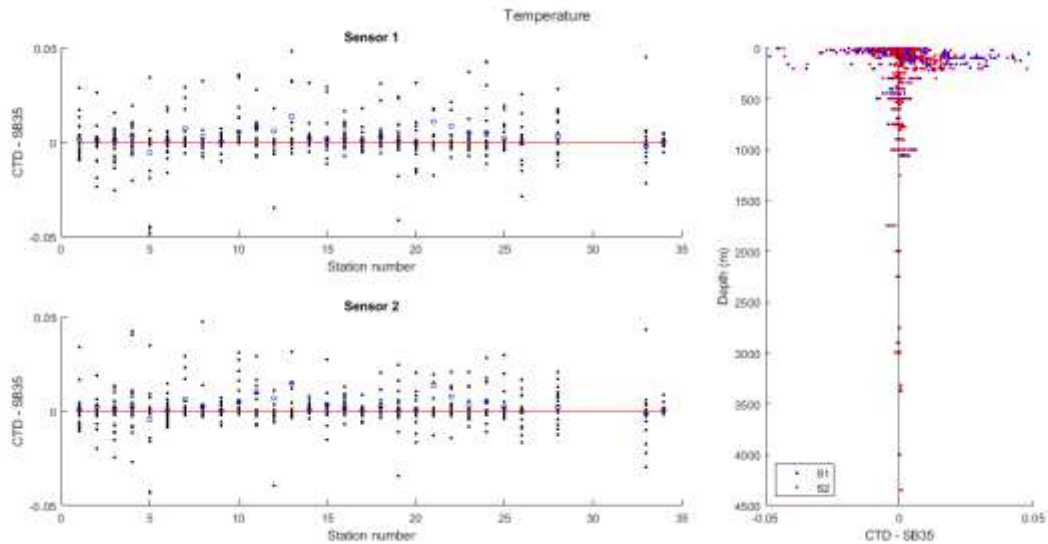 Temperature
Sensor 1
0.05
0
-0.05
CTD - SB35
0 5 10 15 20 25 30 35
Station number
Sensor 2
0.05
0
-0.05
CTD - SB35
0 5 10 15 20 25 30 35
Station number
0
500
1000
1500
2000
2500
3000
3500
4000
4500
Depth (m)
S1
S2
-0.05 0 0.05
CTD - SB35